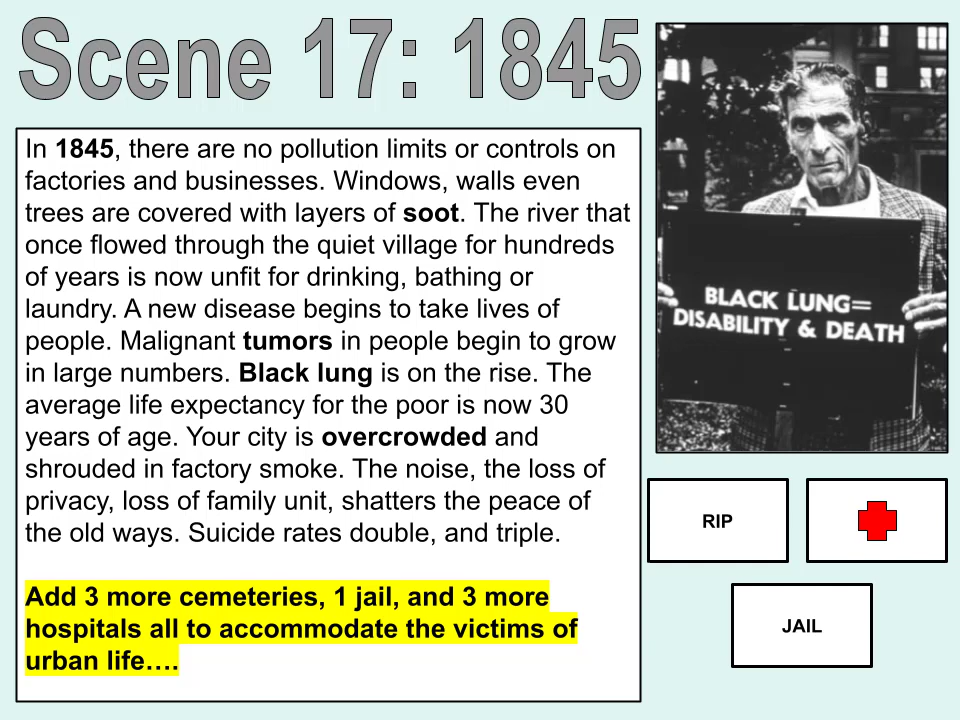 Scene 17: 1845
In 1845, there are no pollution limits or controls on
factories and businesses. Windows, walls even
trees are covered with layers of soot. The river that
once flowed through the quiet village for hundreds
of years is now unfit for drinking, bathing or
laundry. A new disease begins to take lives of
people. Malignant tumors in people begin to grow
in large numbers. Black lung is on the rise. The
average life expectancy for the poor is now 30
years of age. Your city is overcrowded and
shrouded in factory smoke. The noise, the loss of
privacy, loss of family unit, shatters the peace of
the old ways. Suicide rates double, and triple.
Add 3 more cemeteries, 1 jail, and 3 more
hospitals all to accommodate the victims of
urban life….
BLACK LUNG=
DISABILITY & DEATH
RIP
JAIL